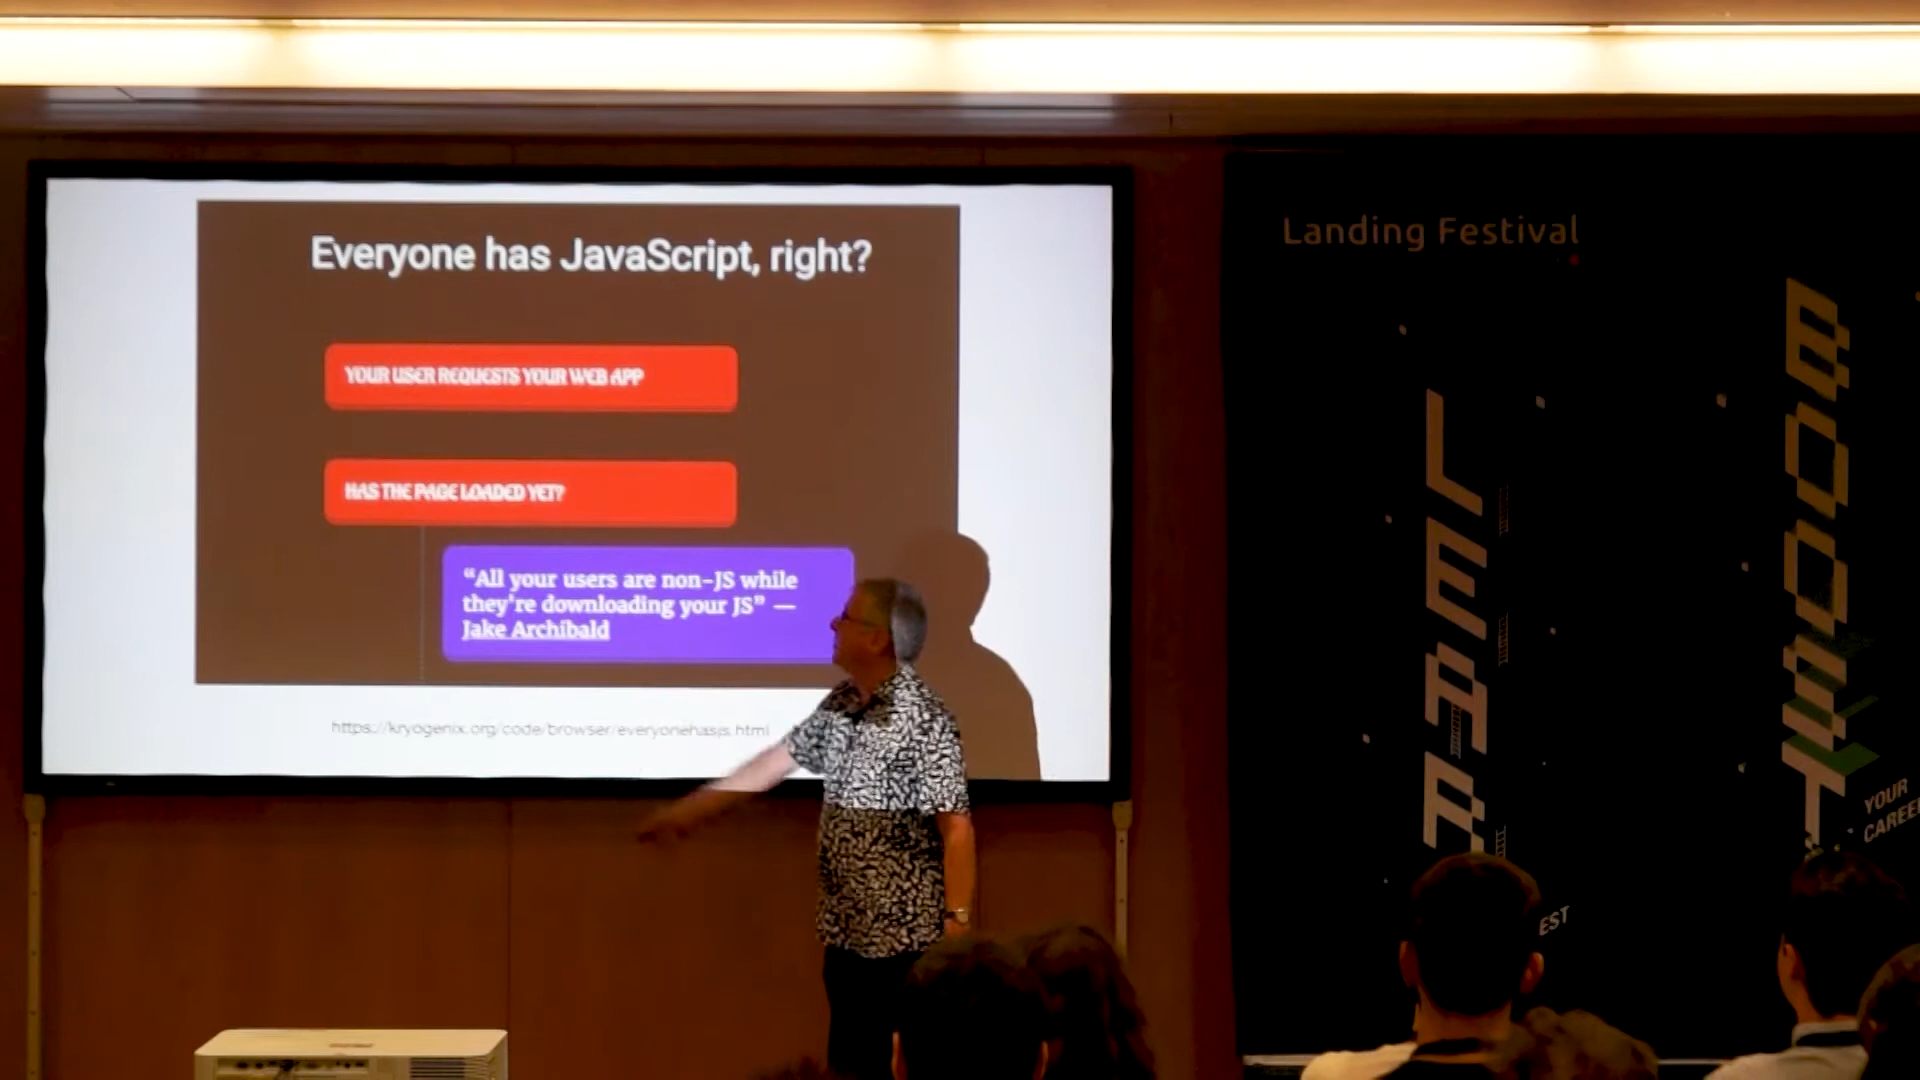 Everyone has JavaScript, right?
YOUR USER REQUESTS YOUR WEB APP
HAS THE PAGE LOADED YET?
“All your users are non-JS while
they're downloading your JS” —
Jake Archibald
https://kryogenix.org/code/browser/everyonehasjs.html
Landing Festival
LEAR
BOOST
YOUR
CAREE
EST